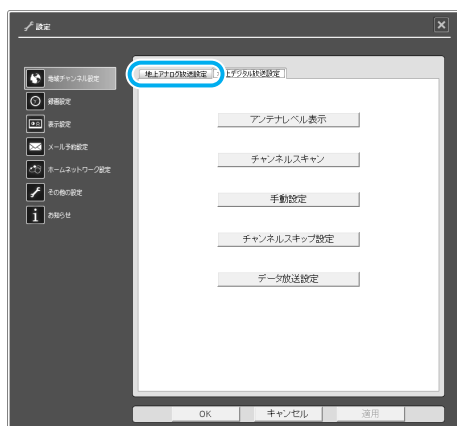 設定
地域チャンネル設定
録画設定
表示設定
メール予約設定
ホームネットワーク設定
その他の設定
お知らせ
地上アナログ放送設定
上デジタル放送設定
アンテナレベル表示
チャンネルスキャン
手動設定
チャンネルスキップ設定
データ放送設定
OK
キャンセル
適用